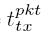 , t_{tx}^{pkt}